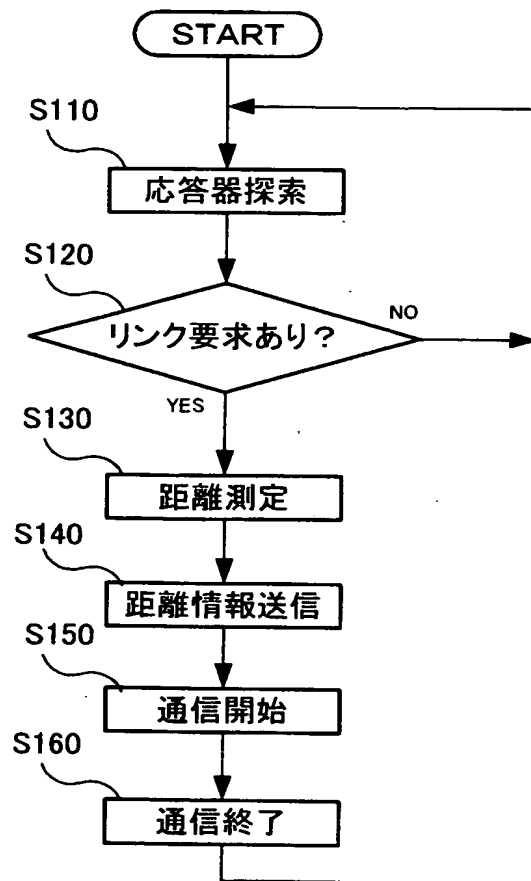 START
S110
応答器探索
S120
リンク要求あり?
NO
YES
S130
距離測定
S140
距離情報送信
S150
通信開始
S160
通信終了